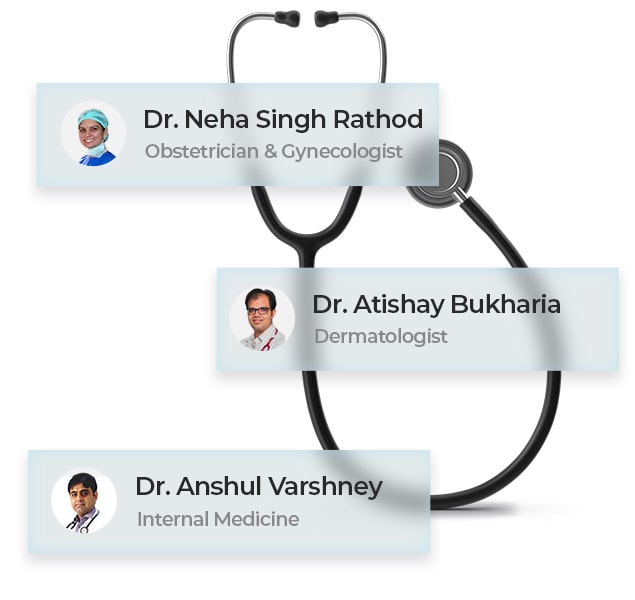 Dr. Neha Singh Rathod
Obstetrician & Gynecologist
Dr. Atishay Bukharia
Dermatologist
Dr. Anshul Varshney
Internal Medicine